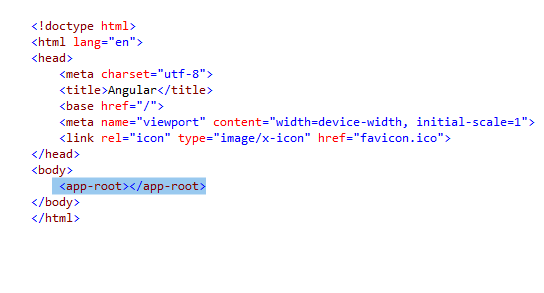 <!doctype html>
<html lang="en">
<head>
    <meta charset="utf-8">
    <title>Angular</title>
    <base href="/">
    <meta name="viewport" content="width=device-width, initial-scale=1">
    <link rel="icon" type="image/x-icon" href="favicon.ico">
</head>
<body>
    <app-root></app-root>
</body>
</html>